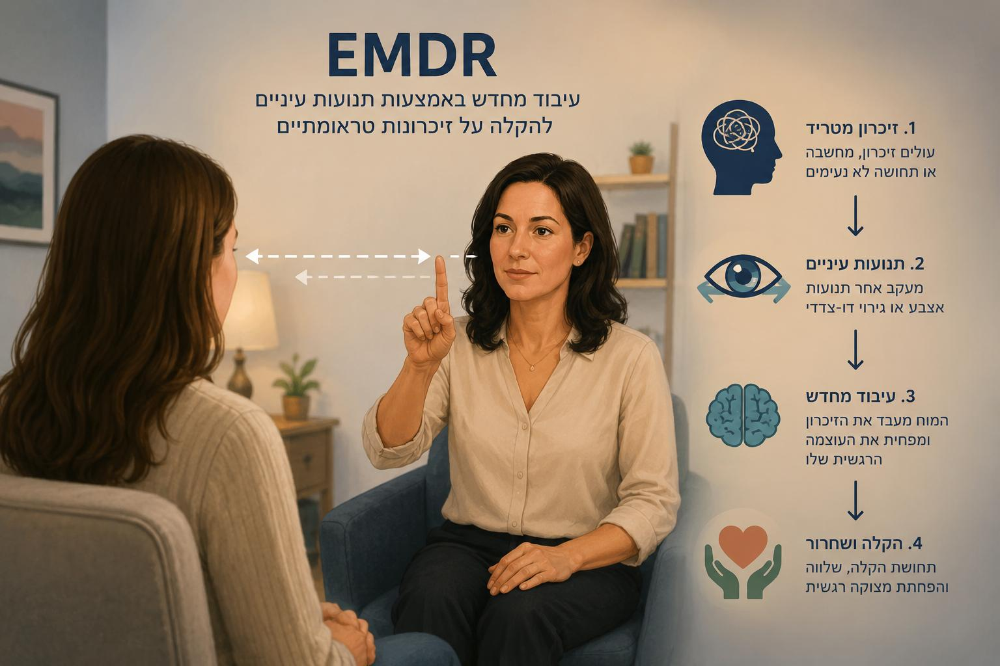 EMDR
עיבוד מחדש באמצעות תנועות עיניים
להקלה על זיכרונות טראומתיים
1. זיכרון מטריד
עולים זיכרון, מחשבה
או תחושה לא נעימים
2. תנועות עיניים
מעקב אחר תנועות
אצבע או גירוי דו-צדדי
3. עיבוד מחדש
המוח מעבד את הזיכרון
ומפחית את העוצמה
הרגשית שלו
4. הקלה ושחרור
תחושת הקלה, שלווה
והפחתת מצוקה רגשית